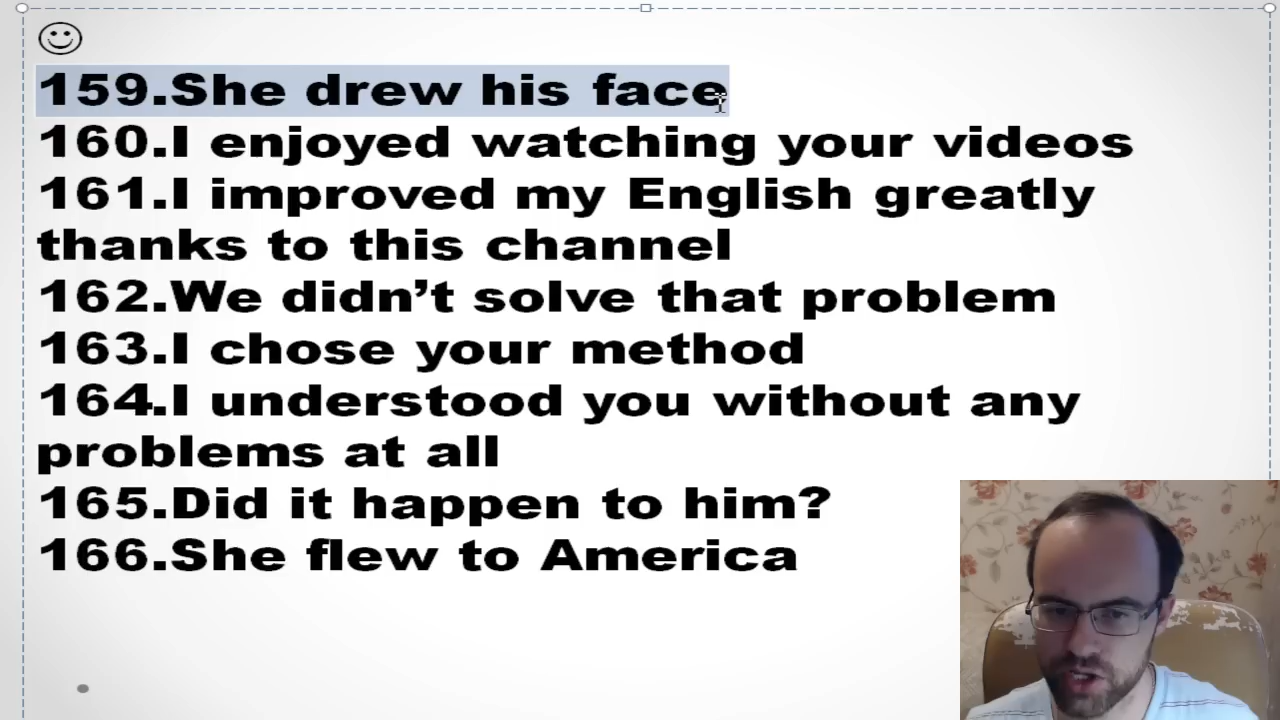 159.She drew his face
160.I enjoyed watching your videos
161.I improved my English greatly
thanks to this channel
162.We didn’t solve that problem
163.I chose your method
164.I understood you without any
problems at all
165.Did it happen to him?
166.She flew to America